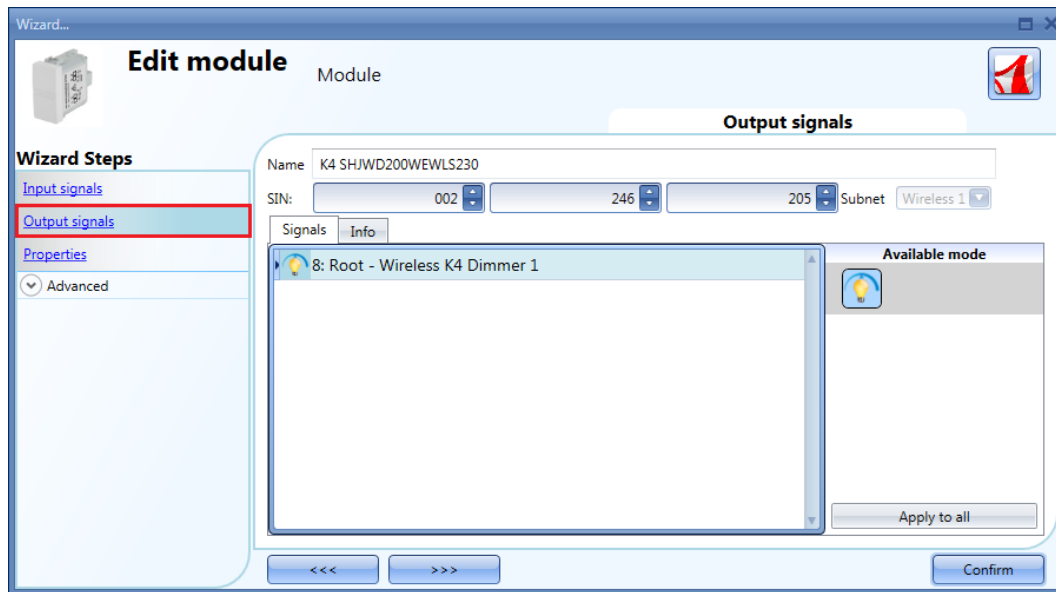 Wizard...
Edit module
Module
Output signals
Wizard Steps
Input signals
Output signals
Properties
Advanced
Name K4 SHJWD200WEWLS230
SIN: 002 246 205 Subnet Wireless 1
Signals Info
8: Root - Wireless K4 Dimmer 1
Available mode
Apply to all
<<< >>> Confirm